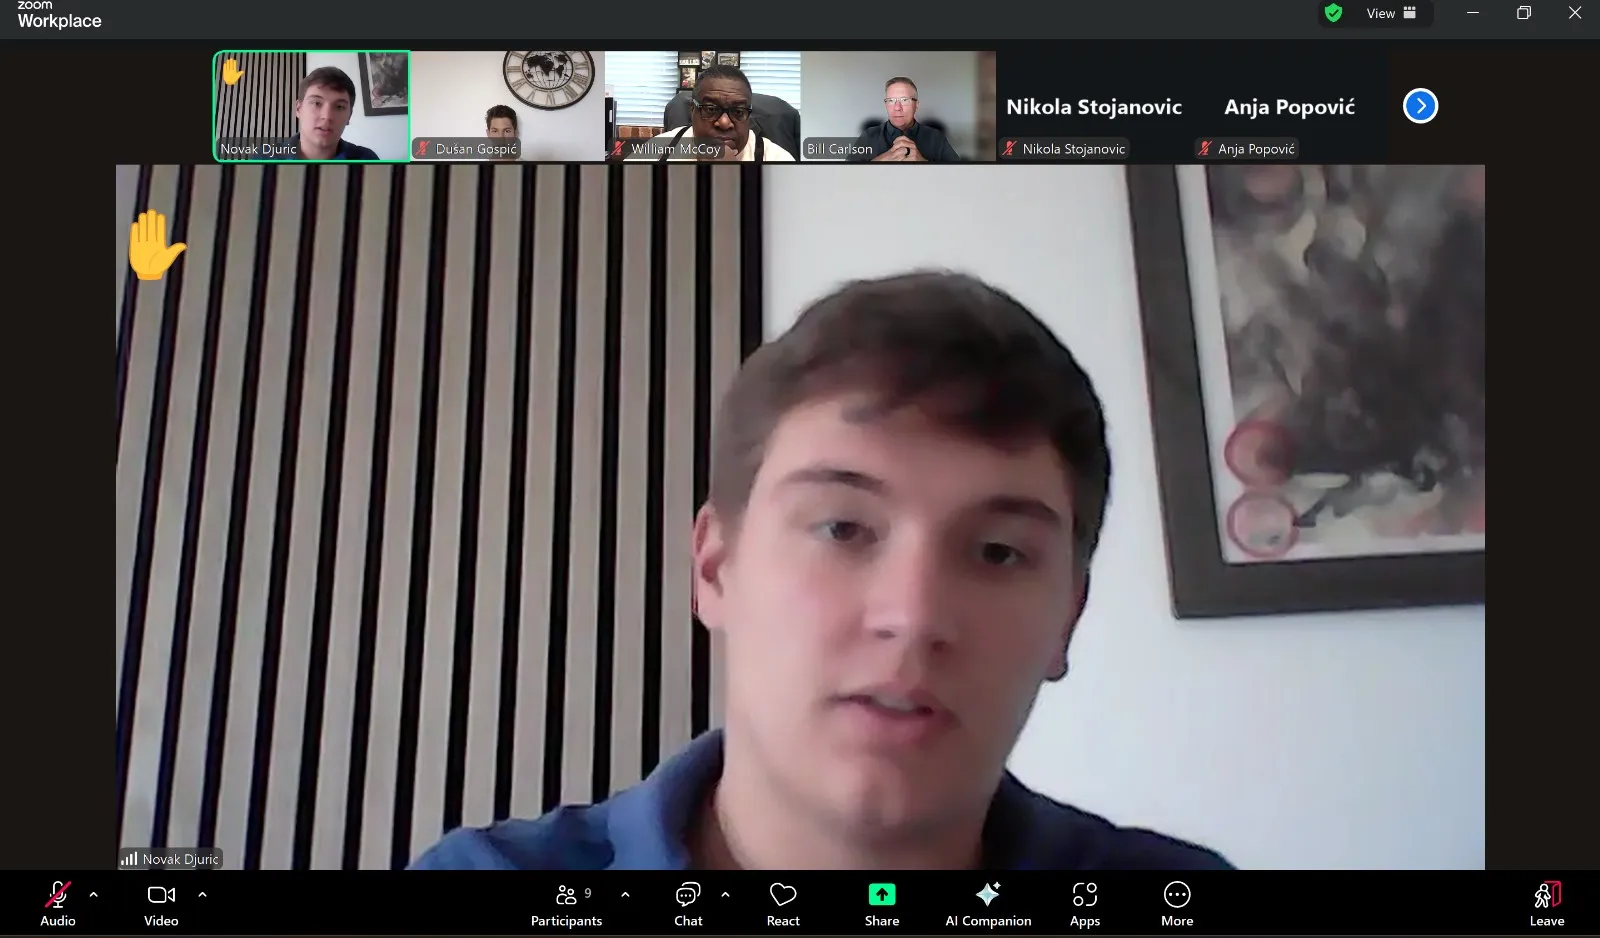 zoom
Workplace
View
Novak Djuric
Dušan Gospić
William McCoy
Bill Carlson
Nikola Stojanovic
Nikola Stojanovic
Anja Popović
Anja Popović
Novak Djuric
Audio
Video
9
Participants
Chat
React
Share
AI Companion
Apps
More
Leave